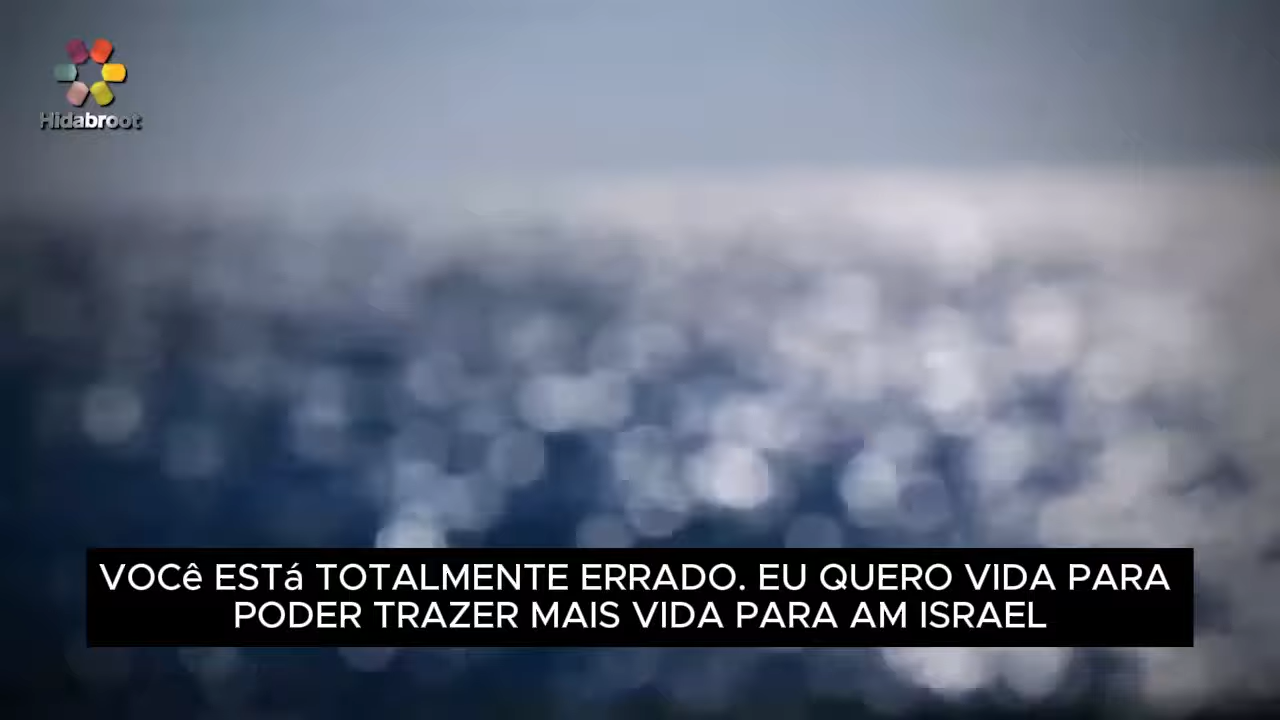 Hidabroot
VOCê ESTá TOTALMENTE ERRADO. EU QUERO VIDA PARA
PODER TRAZER MAIS VIDA PARA AM ISRAEL